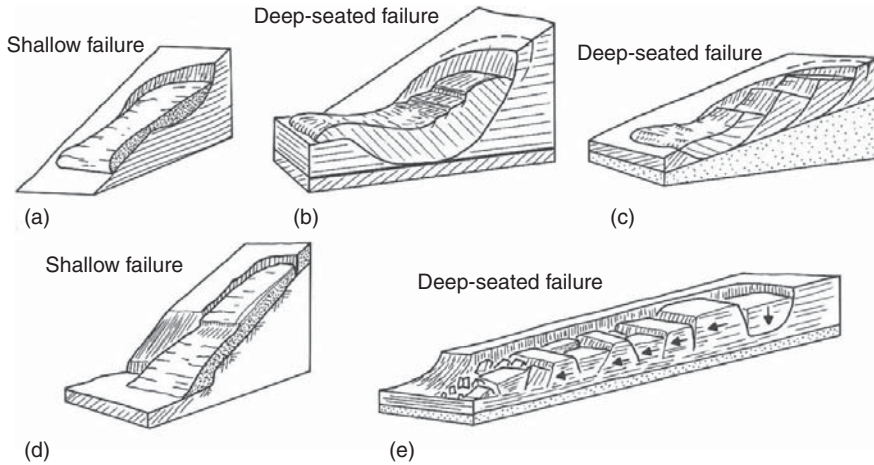 Shallow failure
Deep-seated failure
Deep-seated failure
(a)
(b)
(c)
Shallow failure
Deep-seated failure
(d)
(e)